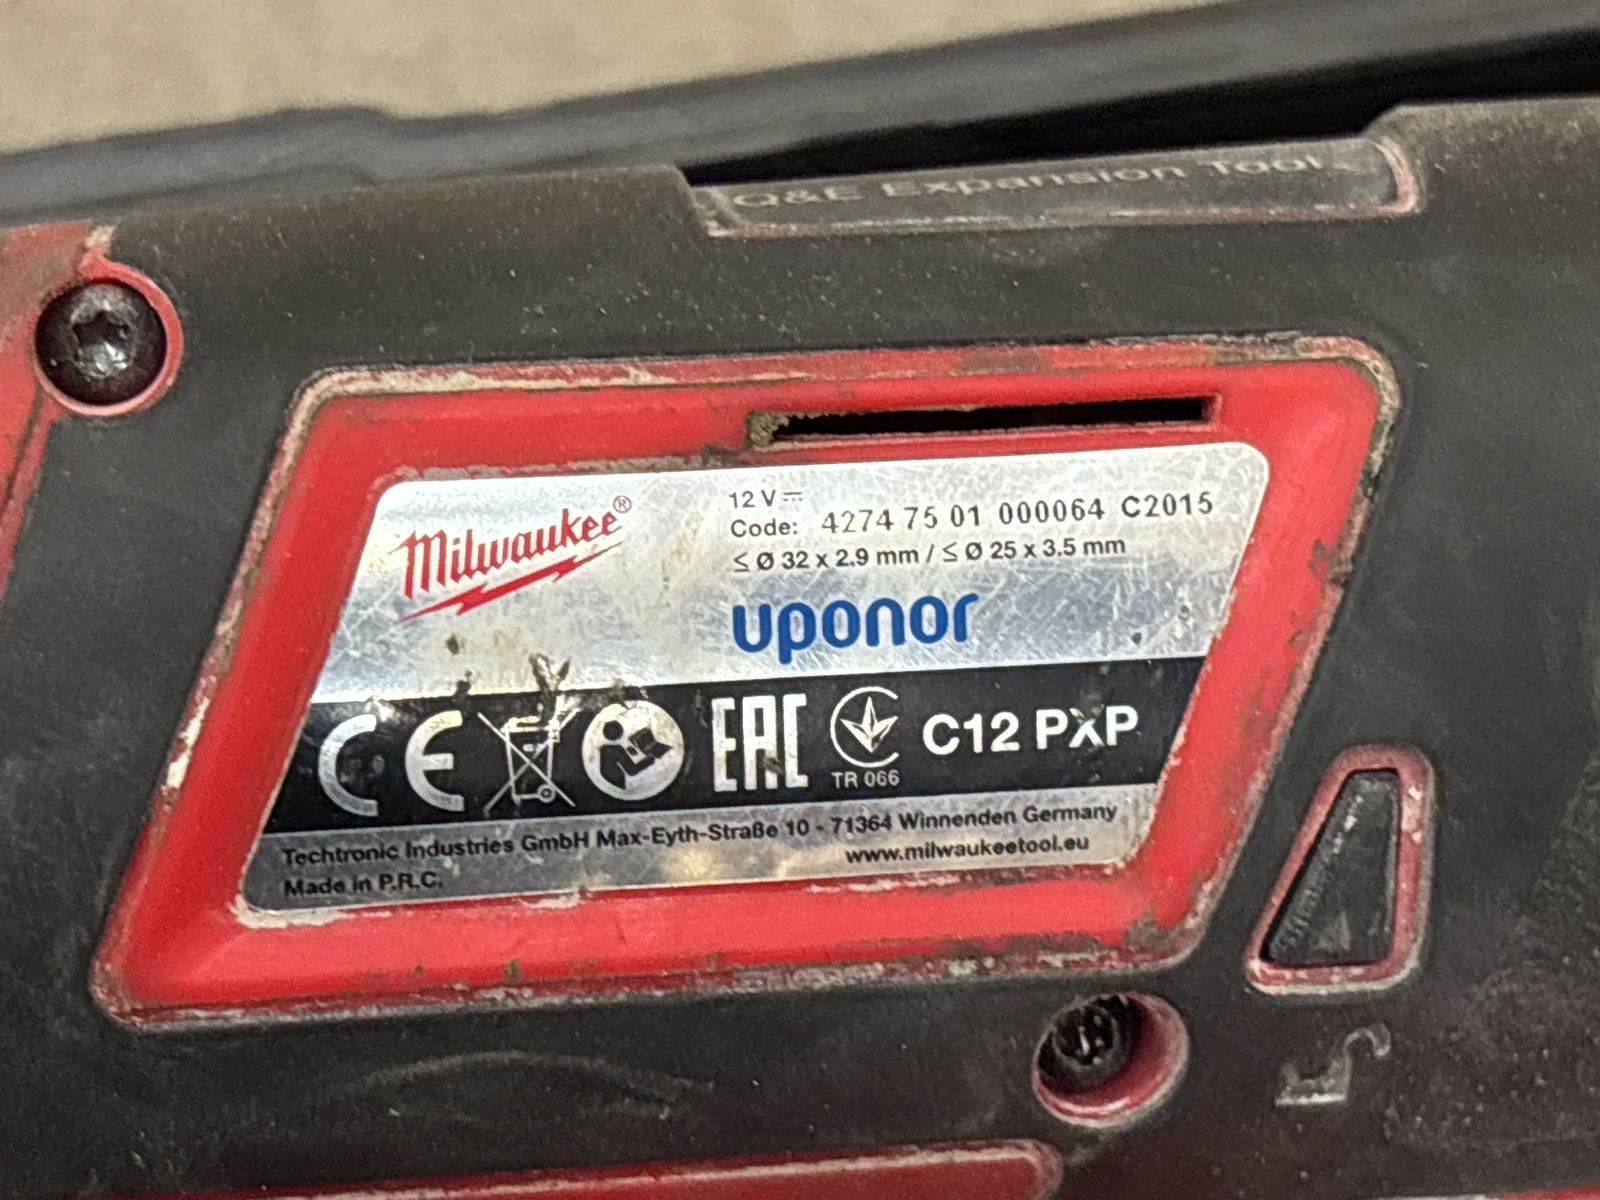 Q&E Expansion Tool
Milwaukee®
12 V ⎓
Code: 4274 75 01 000064 C2015
≤ Ø 32 x 2.9 mm / ≤ Ø 25 x 3.5 mm
uponor
CE EAC TR 066 C12 PXP
Techtronic Industries GmbH Max-Eyth-Straße 10 - 71364 Winnenden Germany
www.milwaukeetool.eu
Made in P.R.C.